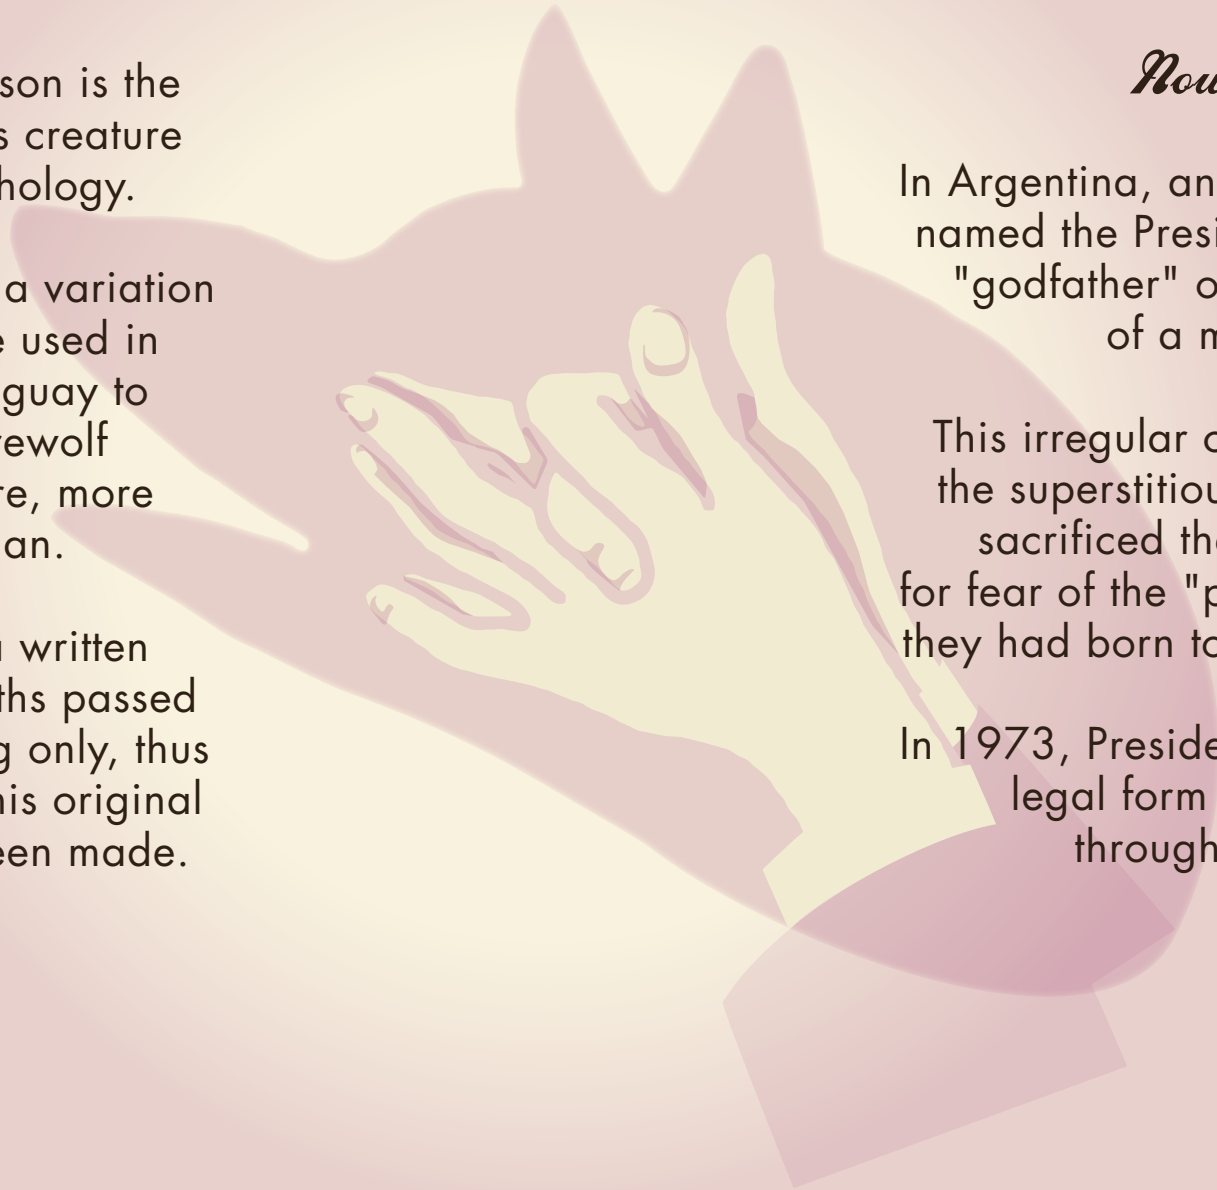 son is the
s creature
hology.
a variation
e used in
guay to
rewolf
re, more
an.
a written
ths passed
g only, thus
his original
een made.
Nou
In Argentina, an
named the Presi
"godfather" o
of a m
This irregular c
the superstitiou
sacrificed the
for fear of the "p
they had born to
In 1973, Preside
legal form
through